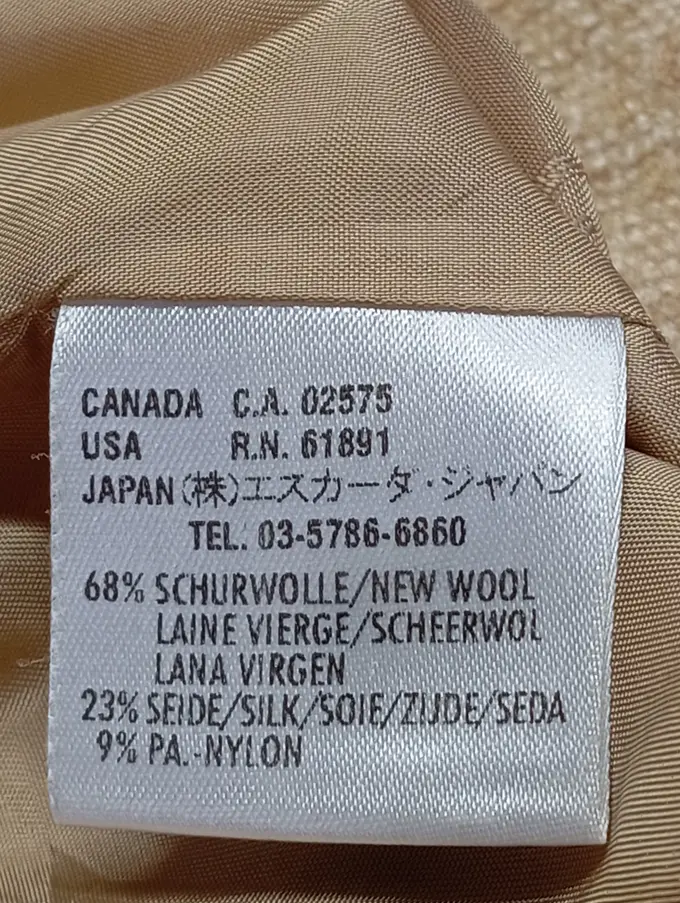 CANADA C.A. 02575
USA R.N. 61891
JAPAN(株)エスカーダ・ジャパン
TEL. 03-5786-6860
68% SCHURWOLLE/NEW WOOL
LAINE VIERGE/SCHEERWOL
LANA VIRGEN
23% SEIDE/SILK/SOIE/ZIJDE/SEDA
9% PA.-NYLON